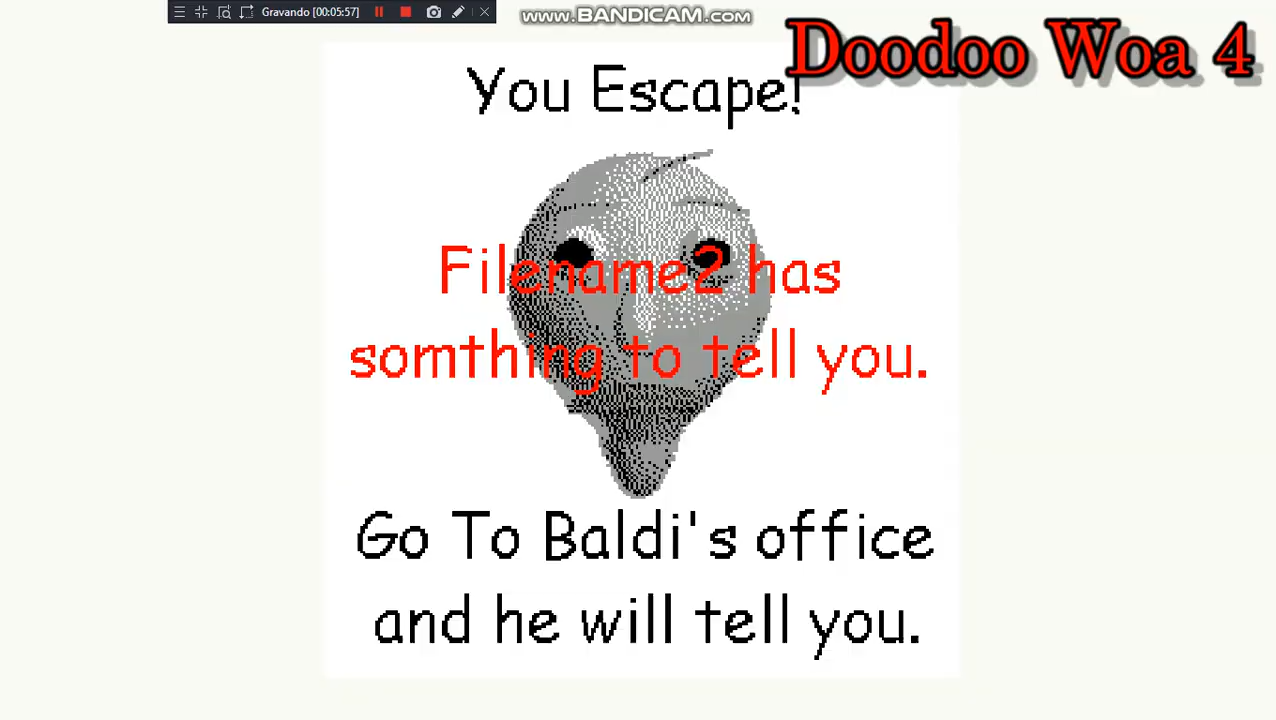 Gravando [00:05:57]
www.BANDICAM.com
Doodoo Woa 4
You Escape!
Filename2 has
somthing to tell you.
Go To Baldi's office
and he will tell you.